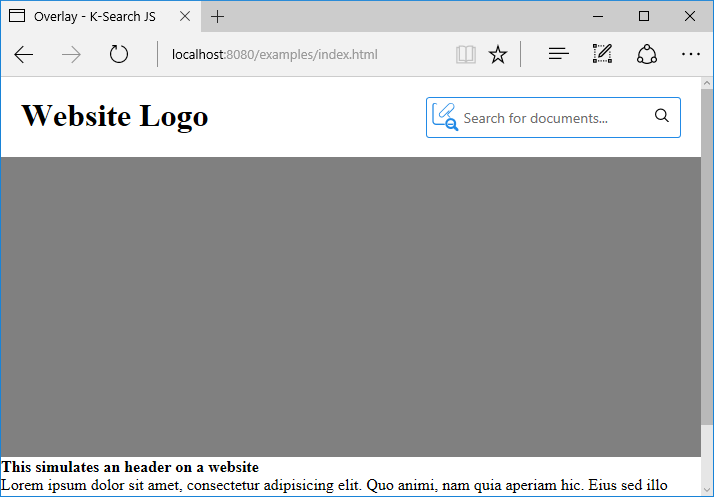 Overlay - K-Search JS
localhost:8080/examples/index.html
Website Logo
Search for documents...
This simulates an header on a website
Lorem ipsum dolor sit amet, consectetur adipisicing elit. Quo animi, nam quia aperiam hic. Eius sed illo